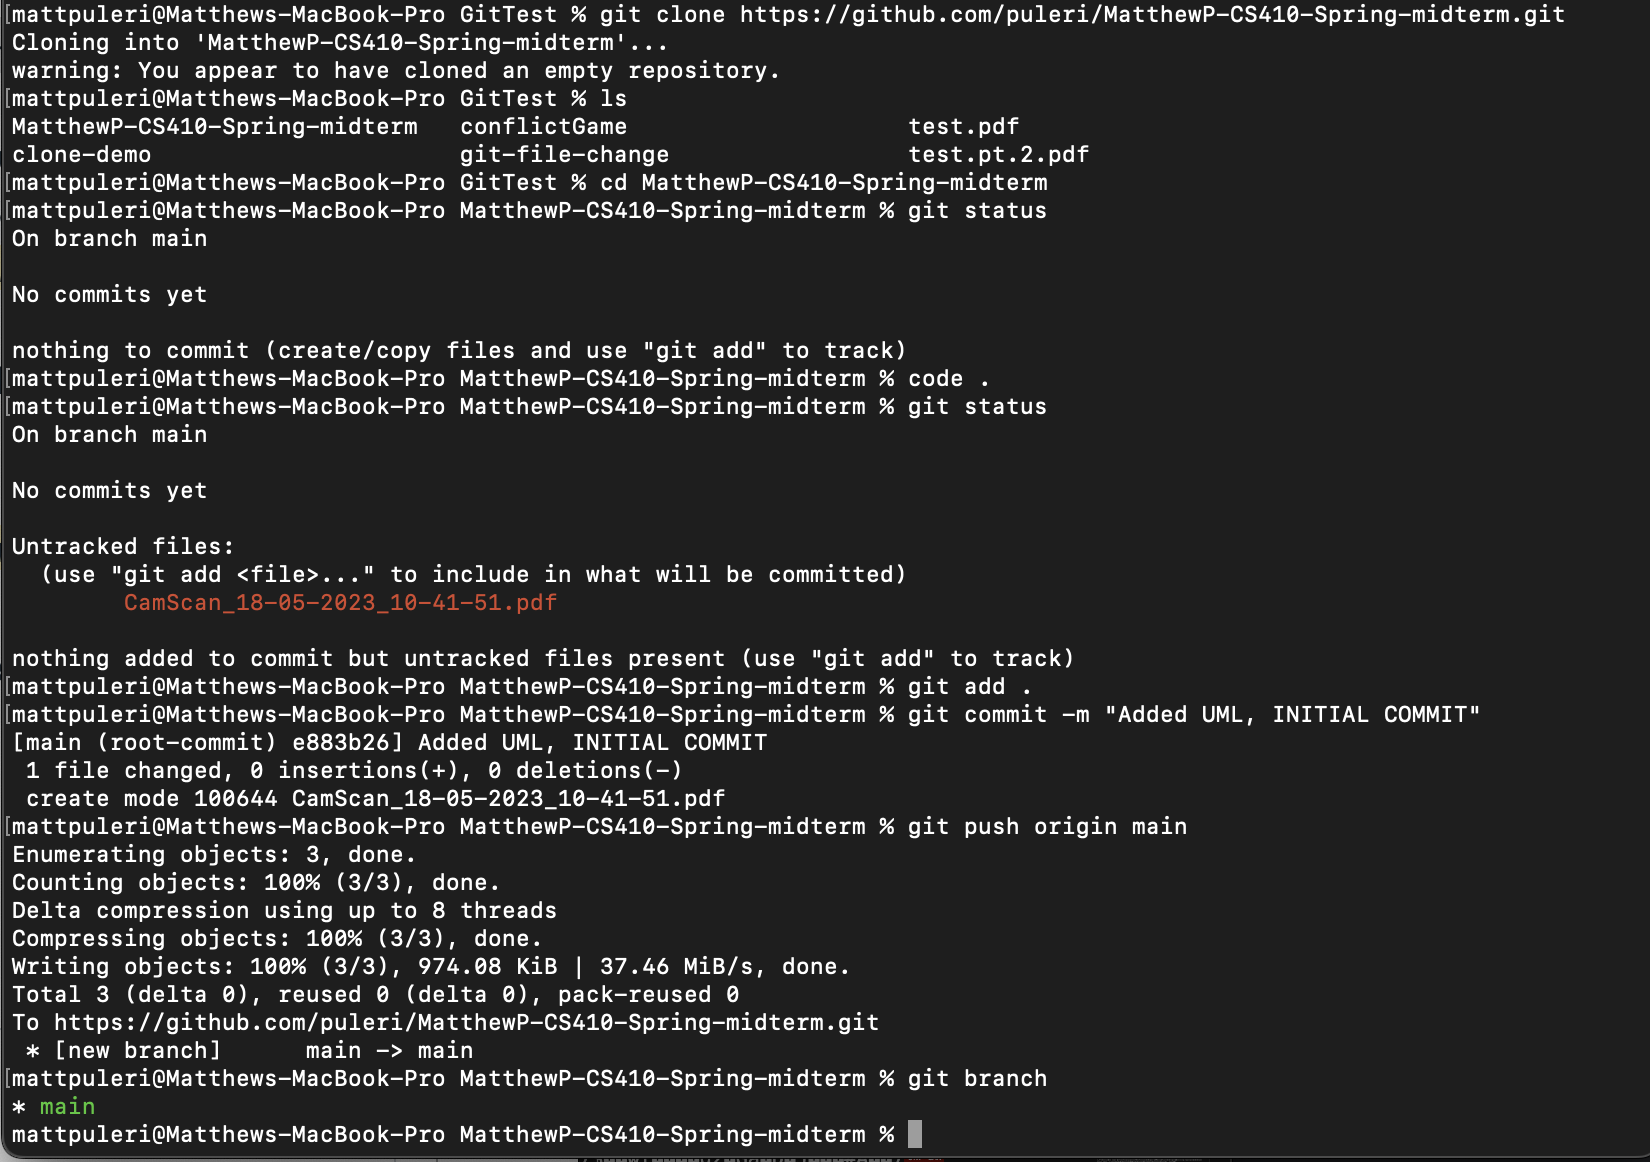 [mattpuleri@Matthews-MacBook-Pro GitTest % git clone https://github.com/puleri/MatthewP-CS410-Spring-midterm.git
Cloning into 'MatthewP-CS410-Spring-midterm'...
warning: You appear to have cloned an empty repository.
[mattpuleri@Matthews-MacBook-Pro GitTest % ls
MatthewP-CS410-Spring-midterm   conflictGame                    test.pdf
clone-demo                      git-file-change                 test.pt.2.pdf
[mattpuleri@Matthews-MacBook-Pro GitTest % cd MatthewP-CS410-Spring-midterm
[mattpuleri@Matthews-MacBook-Pro MatthewP-CS410-Spring-midterm % git status
On branch main
No commits yet
nothing to commit (create/copy files and use "git add" to track)
[mattpuleri@Matthews-MacBook-Pro MatthewP-CS410-Spring-midterm % code .
[mattpuleri@Matthews-MacBook-Pro MatthewP-CS410-Spring-midterm % git status
On branch main
No commits yet
Untracked files:
  (use "git add <file>..." to include in what will be committed)
        CamScan_18-05-2023_10-41-51.pdf
nothing added to commit but untracked files present (use "git add" to track)
[mattpuleri@Matthews-MacBook-Pro MatthewP-CS410-Spring-midterm % git add .
[mattpuleri@Matthews-MacBook-Pro MatthewP-CS410-Spring-midterm % git commit -m "Added UML, INITIAL COMMIT"
[main (root-commit) e883b26] Added UML, INITIAL COMMIT
 1 file changed, 0 insertions(+), 0 deletions(-)
 create mode 100644 CamScan_18-05-2023_10-41-51.pdf
[mattpuleri@Matthews-MacBook-Pro MatthewP-CS410-Spring-midterm % git push origin main
Enumerating objects: 3, done.
Counting objects: 100% (3/3), done.
Delta compression using up to 8 threads
Compressing objects: 100% (3/3), done.
Writing objects: 100% (3/3), 974.08 KiB | 37.46 MiB/s, done.
Total 3 (delta 0), reused 0 (delta 0), pack-reused 0
To https://github.com/puleri/MatthewP-CS410-Spring-midterm.git
 * [new branch]      main -> main
[mattpuleri@Matthews-MacBook-Pro MatthewP-CS410-Spring-midterm % git branch
* main
mattpuleri@Matthews-MacBook-Pro MatthewP-CS410-Spring-midterm %